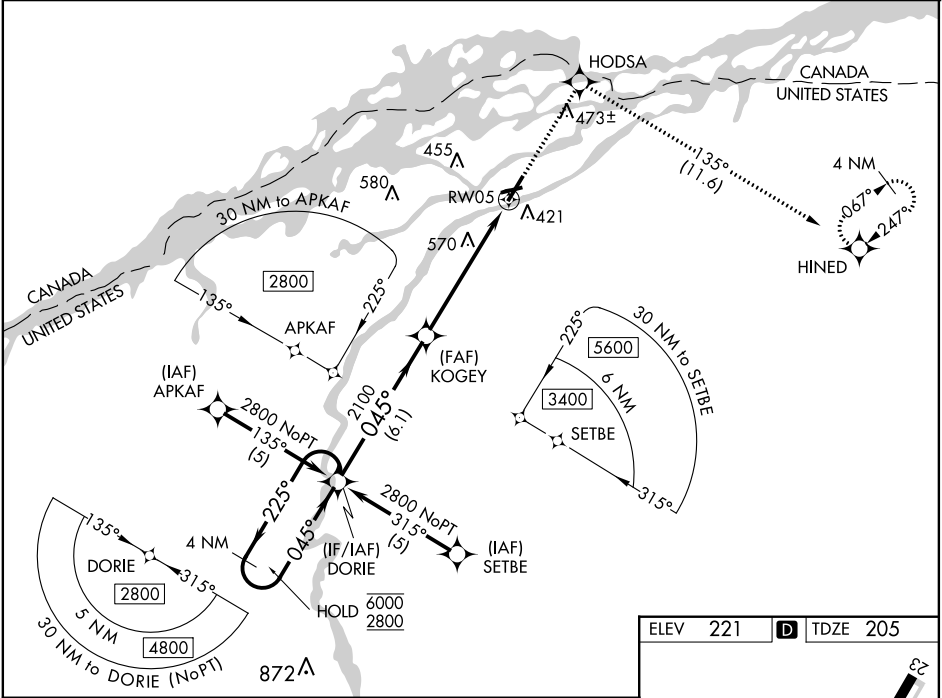 HODSA
CANADA
UNITED STATES
473±
135°
(11.6)
4 NM
067°
247°
HINED
455
580
RW05
421
570
30 NM to APKAF
2800
135°
225°
APKAF
CANADA
UNITED STATES
(FAF)
KOGEY
2100
045°
(6.1)
(IAF)
APKAF
2800 NoPT
135°
(5)
225°
30 NM to SETBE
5600
6 NM
3400
SETBE
315°
2800 NoPT
315°
(5)
(IAF)
SETBE
(IF/IAF)
DORIE
225°
045°
4 NM
HOLD 6000
2800
135°
DORIE
315°
2800
5 NM
4800
30 NM to DORIE (NoPT)
872
ELEV 221 D TDZE 205
23